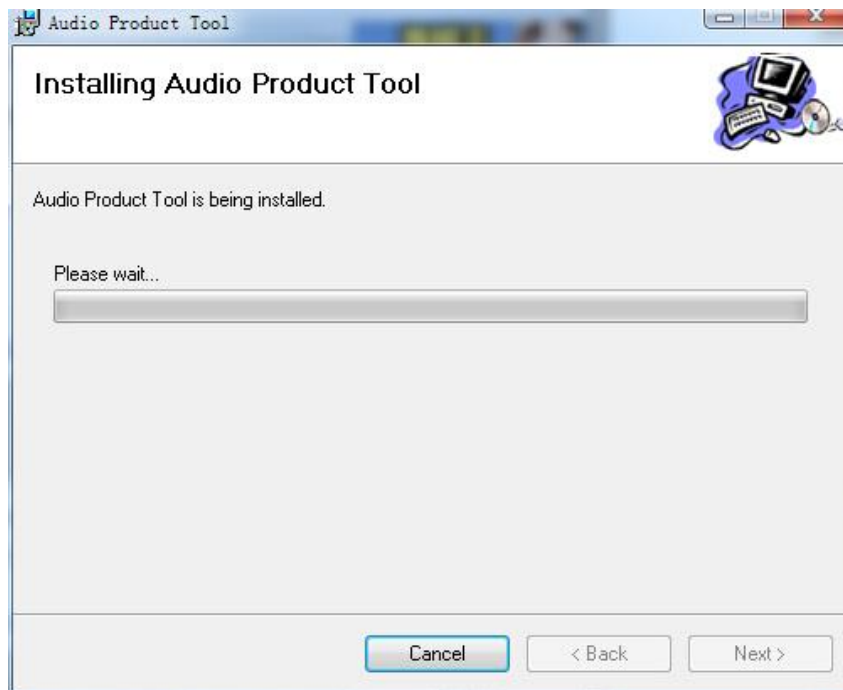 Audio Product Tool
Installing Audio Product Tool
Audio Product Tool is being installed.
Please wait...
Cancel
< Back
Next >